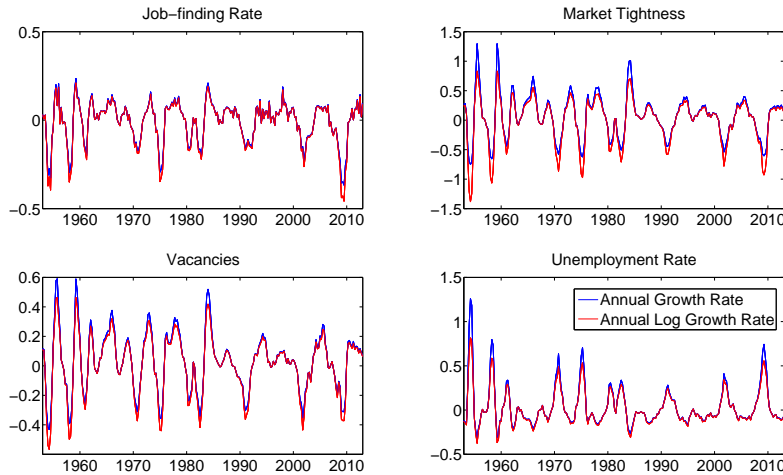 Job-finding Rate
0.5
0
-0.5
1960 1970 1980 1990 2000 2010
Market Tightness
1.5
1
0.5
0
-0.5
-1
-1.5
1960 1970 1980 1990 2000 2010
Vacancies
0.6
0.4
0.2
0
-0.2
-0.4
1960 1970 1980 1990 2000 2010
Unemployment Rate
1.5
1
0.5
0
-0.5
1960 1970 1980 1990 2000 2010
Annual Growth Rate
Annual Log Growth Rate